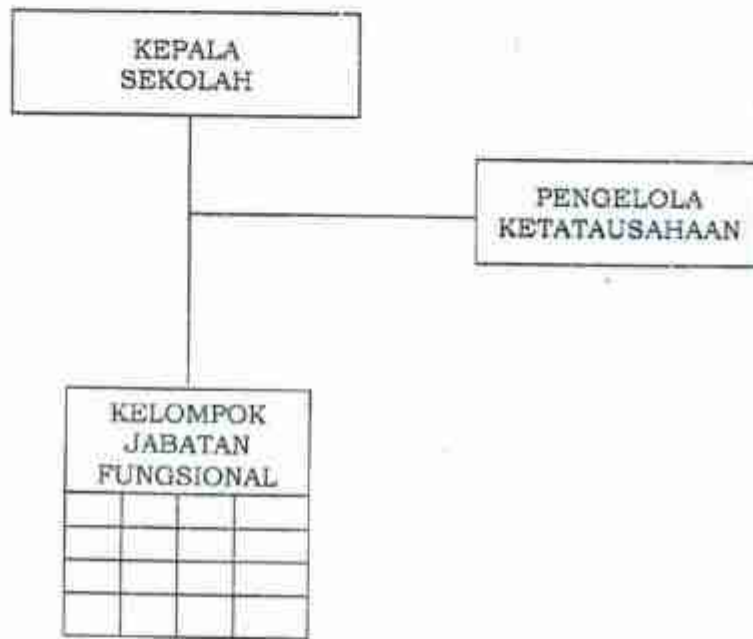 KEPALA
SEKOLAH
PENGELOLA
KETATAUSAHAAN
KELOMPOK
JABATAN
FUNGSIONAL